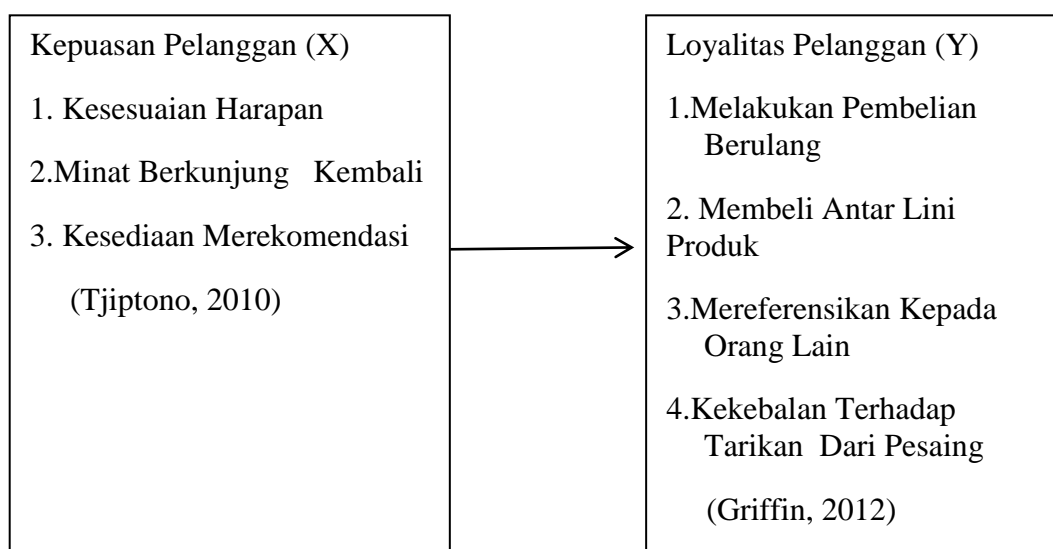 Kepuasan Pelanggan (X)
1. Kesesuaian Harapan
2.Minat Berkunjung Kembali
3. Kesediaan Merekomendasi
(Tjiptono, 2010)
Loyalitas Pelanggan (Y)
1.Melakukan Pembelian
Berulang
2. Membeli Antar Lini
Produk
3.Mereferensikan Kepada
Orang Lain
4.Kekebalan Terhadap
Tarikan Dari Pesaing
(Griffin, 2012)